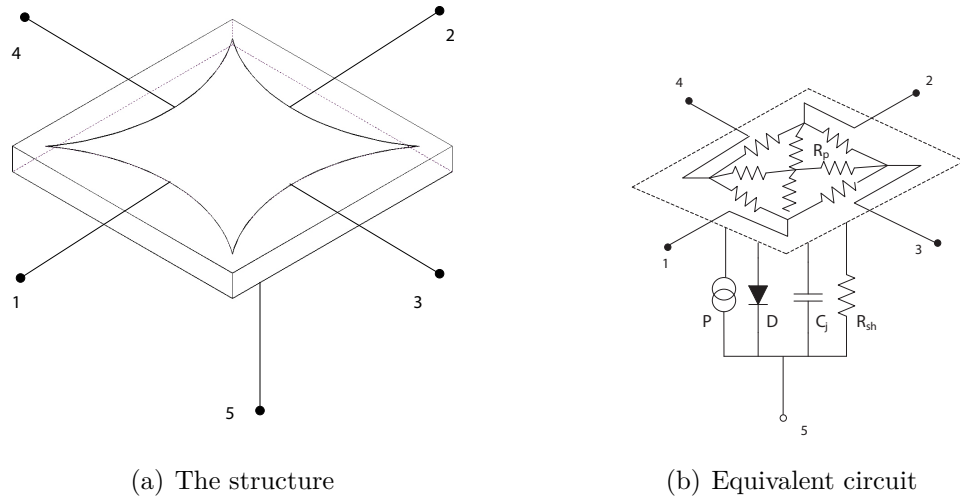 4
2
1
3
5
4
2
R_p
1
3
P
D
C_j
R_sh
5
(a) The structure
(b) Equivalent circuit